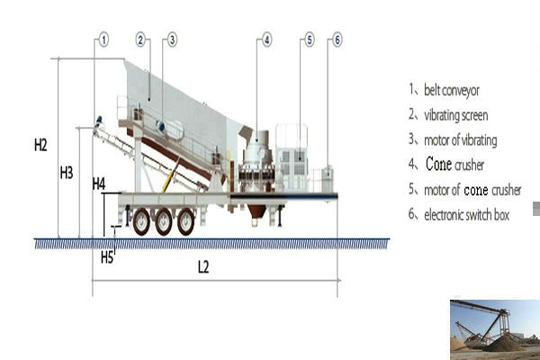 1 2 3 4 5 6
H2
H3
H4
H5
L2
1、belt conveyor
2、vibrating screen
3、motor of vibrating
4、Cone crusher
5、motor of cone crusher
6、electronic switch box